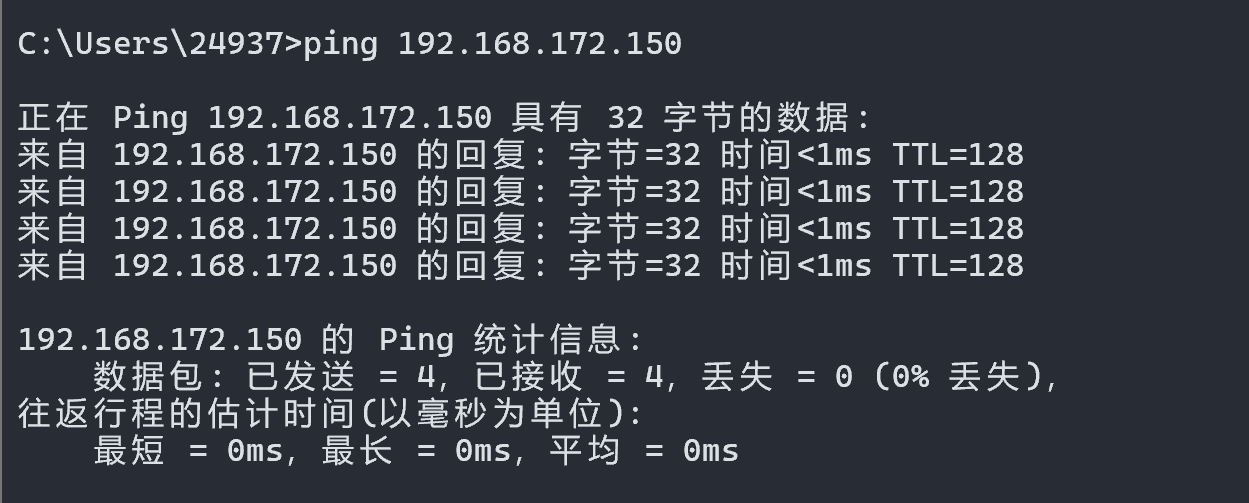 C:\Users\24937>ping 192.168.172.150
正在 Ping 192.168.172.150 具有 32 字节的数据:
来自 192.168.172.150 的回复: 字节=32 时间<1ms TTL=128
来自 192.168.172.150 的回复: 字节=32 时间<1ms TTL=128
来自 192.168.172.150 的回复: 字节=32 时间<1ms TTL=128
来自 192.168.172.150 的回复: 字节=32 时间<1ms TTL=128
192.168.172.150 的 Ping 统计信息:
数据包: 已发送 = 4, 已接收 = 4, 丢失 = 0 (0% 丢失),
往返行程的估计时间(以毫秒为单位):
最短 = 0ms, 最长 = 0ms, 平均 = 0ms